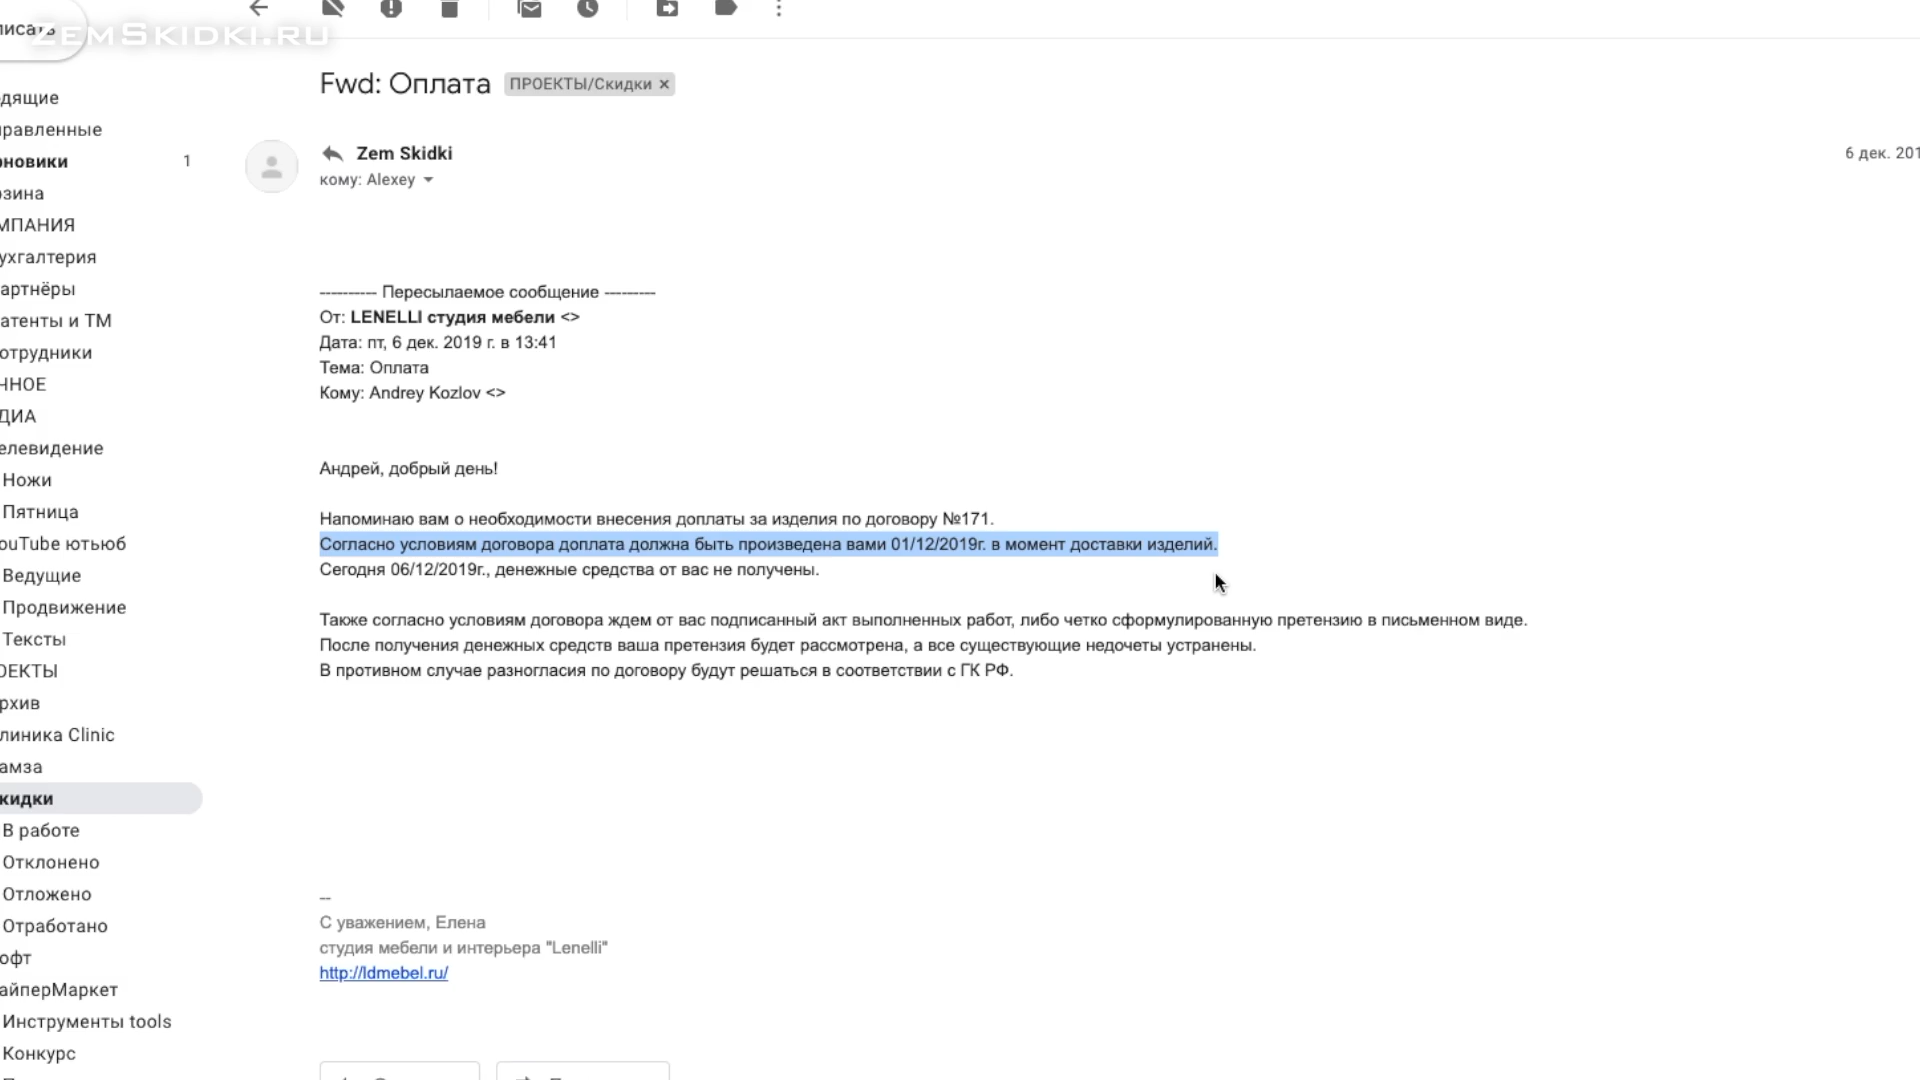 ZEMSKIDKI.RU
Fwd: Оплата ПРОЕКТЫ/Скидки ×
дящие
равленные
рновики 1
Zem Skidki
6 дек. 201
кому: Alexey
зина
МПАНИЯ
ухгалтерия
артнёры
атенты и ТМ
отрудники
ЧНОЕ
ДИА
елевидение
Ножи
Пятница
ouTube ютьюб
Ведущие
Продвижение
Тексты
ОЕКТЫ
рхив
линика Clinic
амза
кидки
В работе
Отклонено
Отложено
Отработано
офт
айперМаркет
Инструменты tools
Конкурс
---------- Пересылаемое сообщение ---------
От: LENELLI студия мебели <>
Дата: пт, 6 дек. 2019 г. в 13:41
Тема: Оплата
Кому: Andrey Kozlov <>
Андрей, добрый день!
Напоминаю вам о необходимости внесения доплаты за изделия по договору №171.
Согласно условиям договора доплата должна быть произведена вами 01/12/2019г. в момент доставки изделий.
Сегодня 06/12/2019г., денежные средства от вас не получены.
Также согласно условиям договора ждем от вас подписанный акт выполненных работ, либо четко сформулированную претензию в письменном виде.
После получения денежных средств ваша претензия будет рассмотрена, а все существующие недочеты устранены.
В противном случае разногласия по договору будут решаться в соответствии с ГК РФ.
--
С уважением, Елена
студия мебели и интерьера "Lenelli"
http://ldmebel.ru/